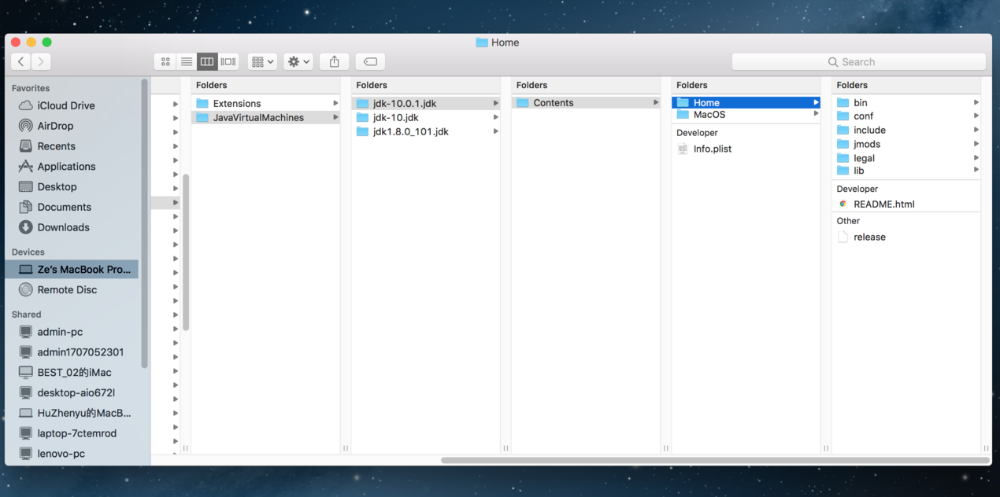 Home
Search
Favorites
iCloud Drive
AirDrop
Recents
Applications
Desktop
Documents
Downloads
Devices
Ze's MacBook Pro...
Remote Disc
Shared
admin-pc
admin1707052301
BEST_02的iMac
desktop-aio672l
HuZhenyu的MacB...
laptop-7ctemrod
lenovo-pc
Folders
Extensions
JavaVirtualMachines
Folders
jdk-10.0.1.jdk
jdk-10.jdk
jdk1.8.0_101.jdk
Folders
Contents
Folders
Home
MacOS
Developer
Info.plist
Folders
bin
conf
include
jmods
legal
lib
Developer
README.html
Other
release